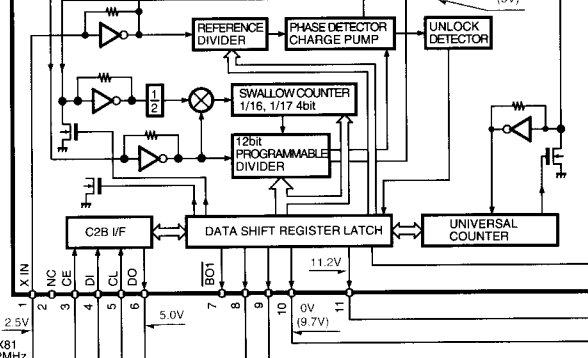 (5V)
REFERENCE
DIVIDER
PHASE DETECTOR
CHARGE PUMP
UNLOCK
DETECTOR
1
2
SWALLOW COUNTER
1/16, 1/17 4bit
12bit
PROGRAMMABLE
DIVIDER
C2B I/F
DATA SHIFT REGISTER LATCH
UNIVERSAL
COUNTER
11.2V
X IN
NC
CE
DI
CL
DO
BO1
1
2
3
4
5
6
7
8
9
10
11
2.5V
5.0V
0V
(9.7V)
X81
2MHz